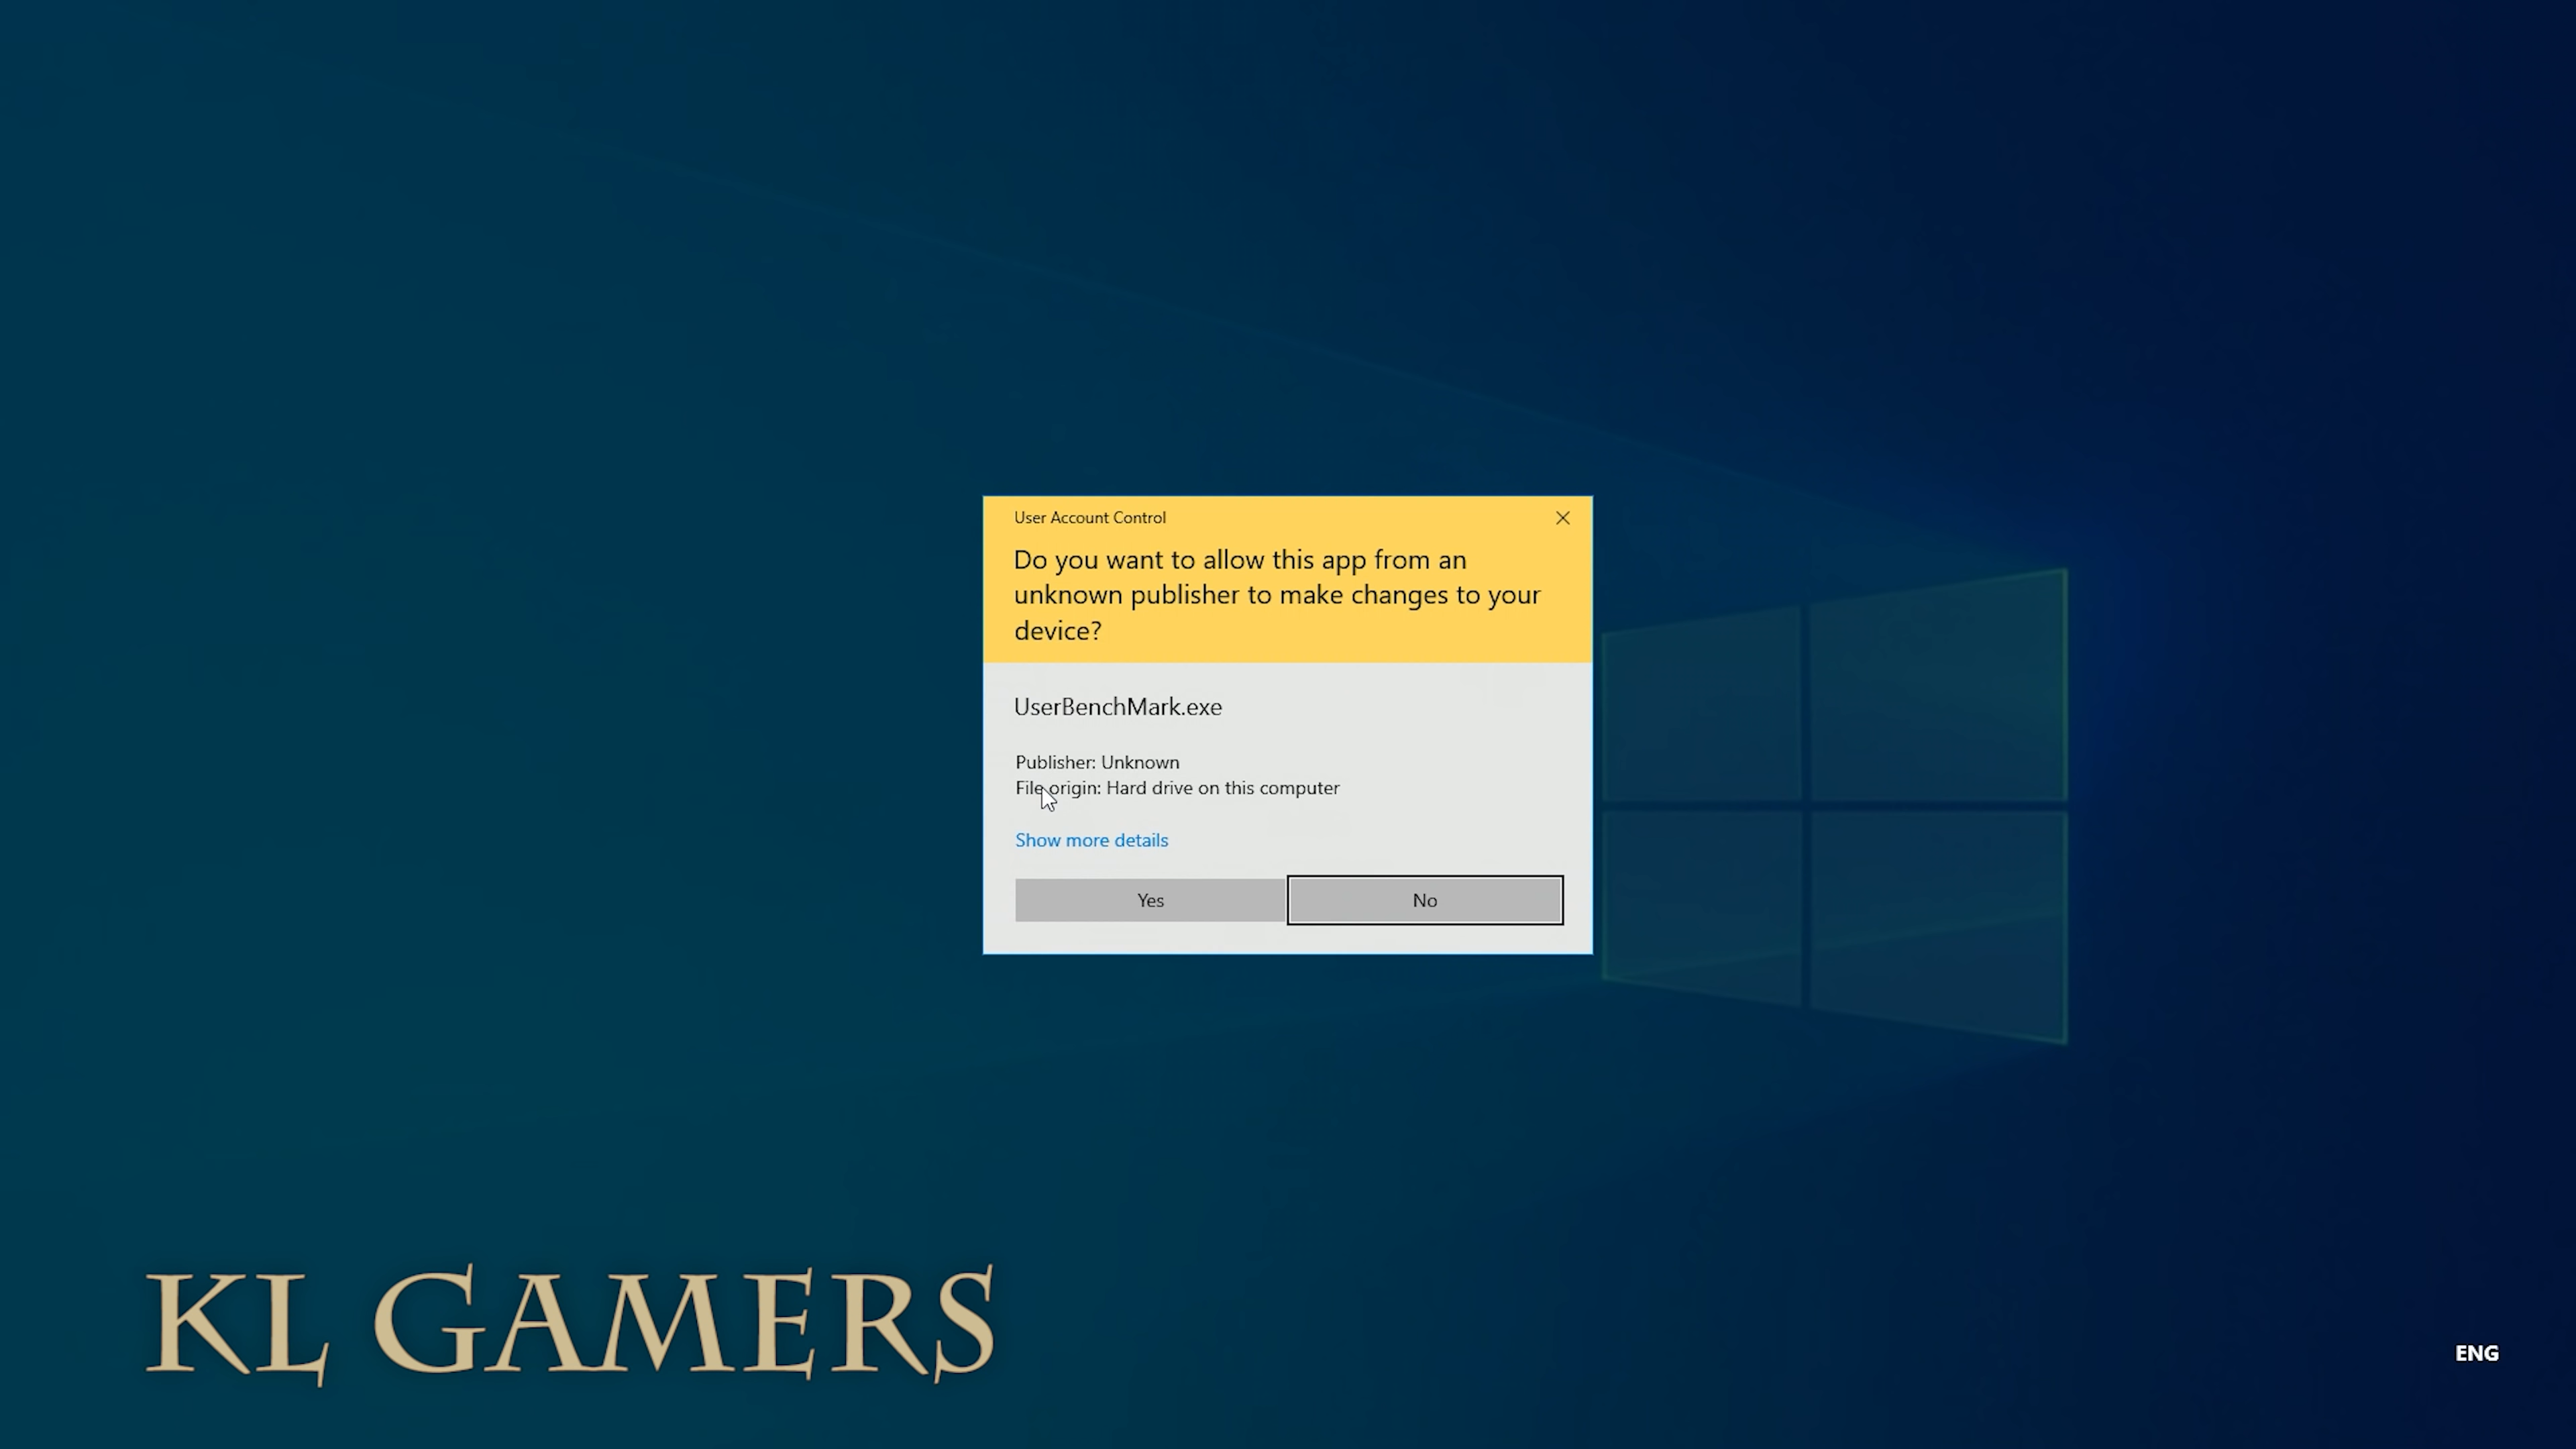 User Account Control
Do you want to allow this app from an
unknown publisher to make changes to your
device?
UserBenchMark.exe
Publisher: Unknown
File origin: Hard drive on this computer
Show more details
Yes
No
KL GAMERS
ENG